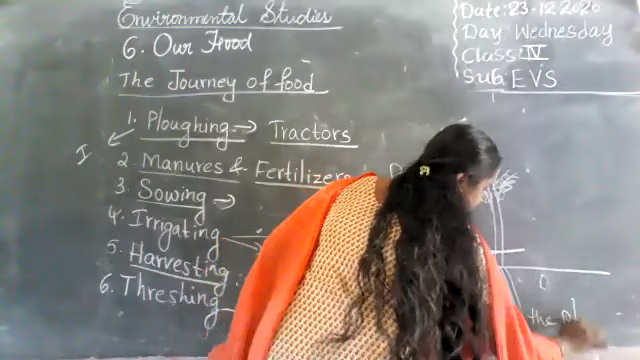 Environmental Studies
6. Our Food
The Journey of food
1. Ploughing → Tractors
I
2. Manures & Fertilizers
3. Sowing →
4. Irrigating
5. Harvesting
6. Threshing
Date: 23-12-2020
Day: Wednesday
Class: IV
Sub: EVS
the